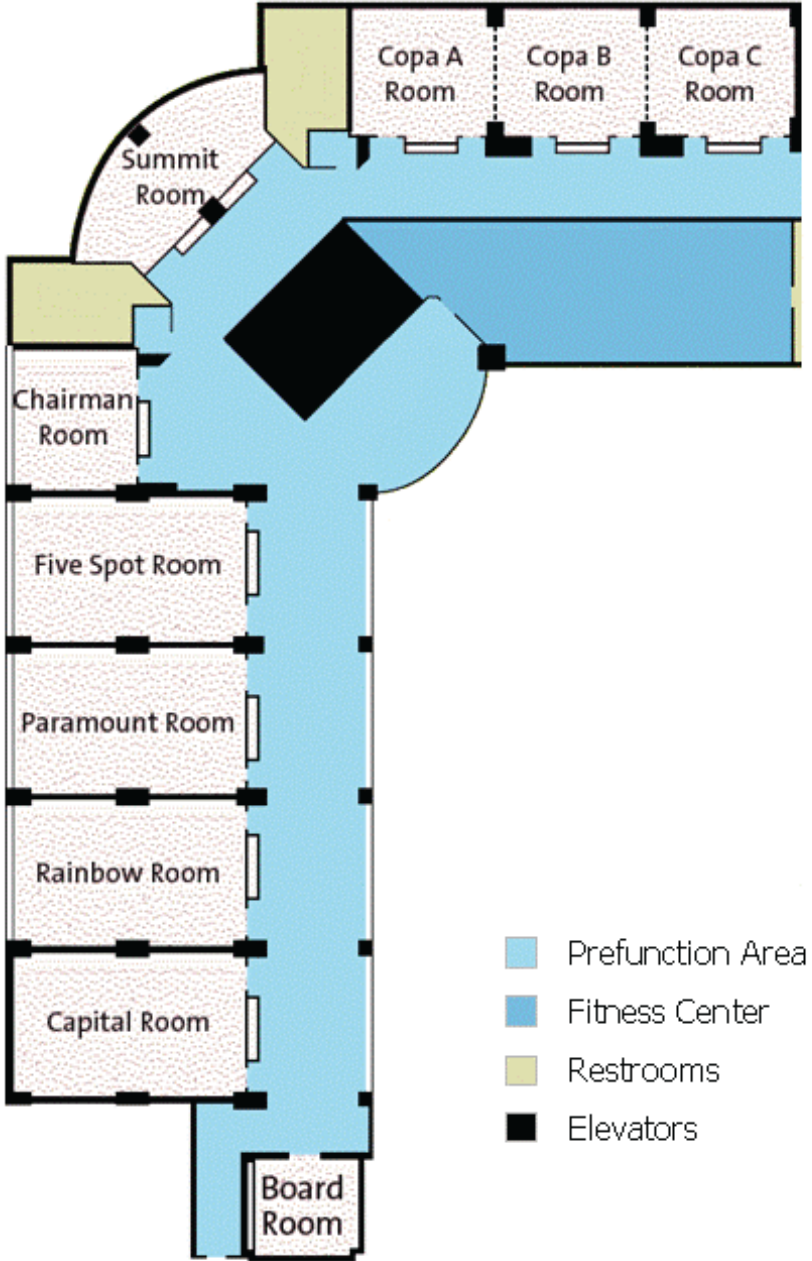 Copa A
Room
Copa B
Room
Copa C
Room
Summit
Room
Chairman
Room
Five Spot Room
Paramount Room
Rainbow Room
Capital Room
Board
Room
Prefunction Area
Fitness Center
Restrooms
Elevators